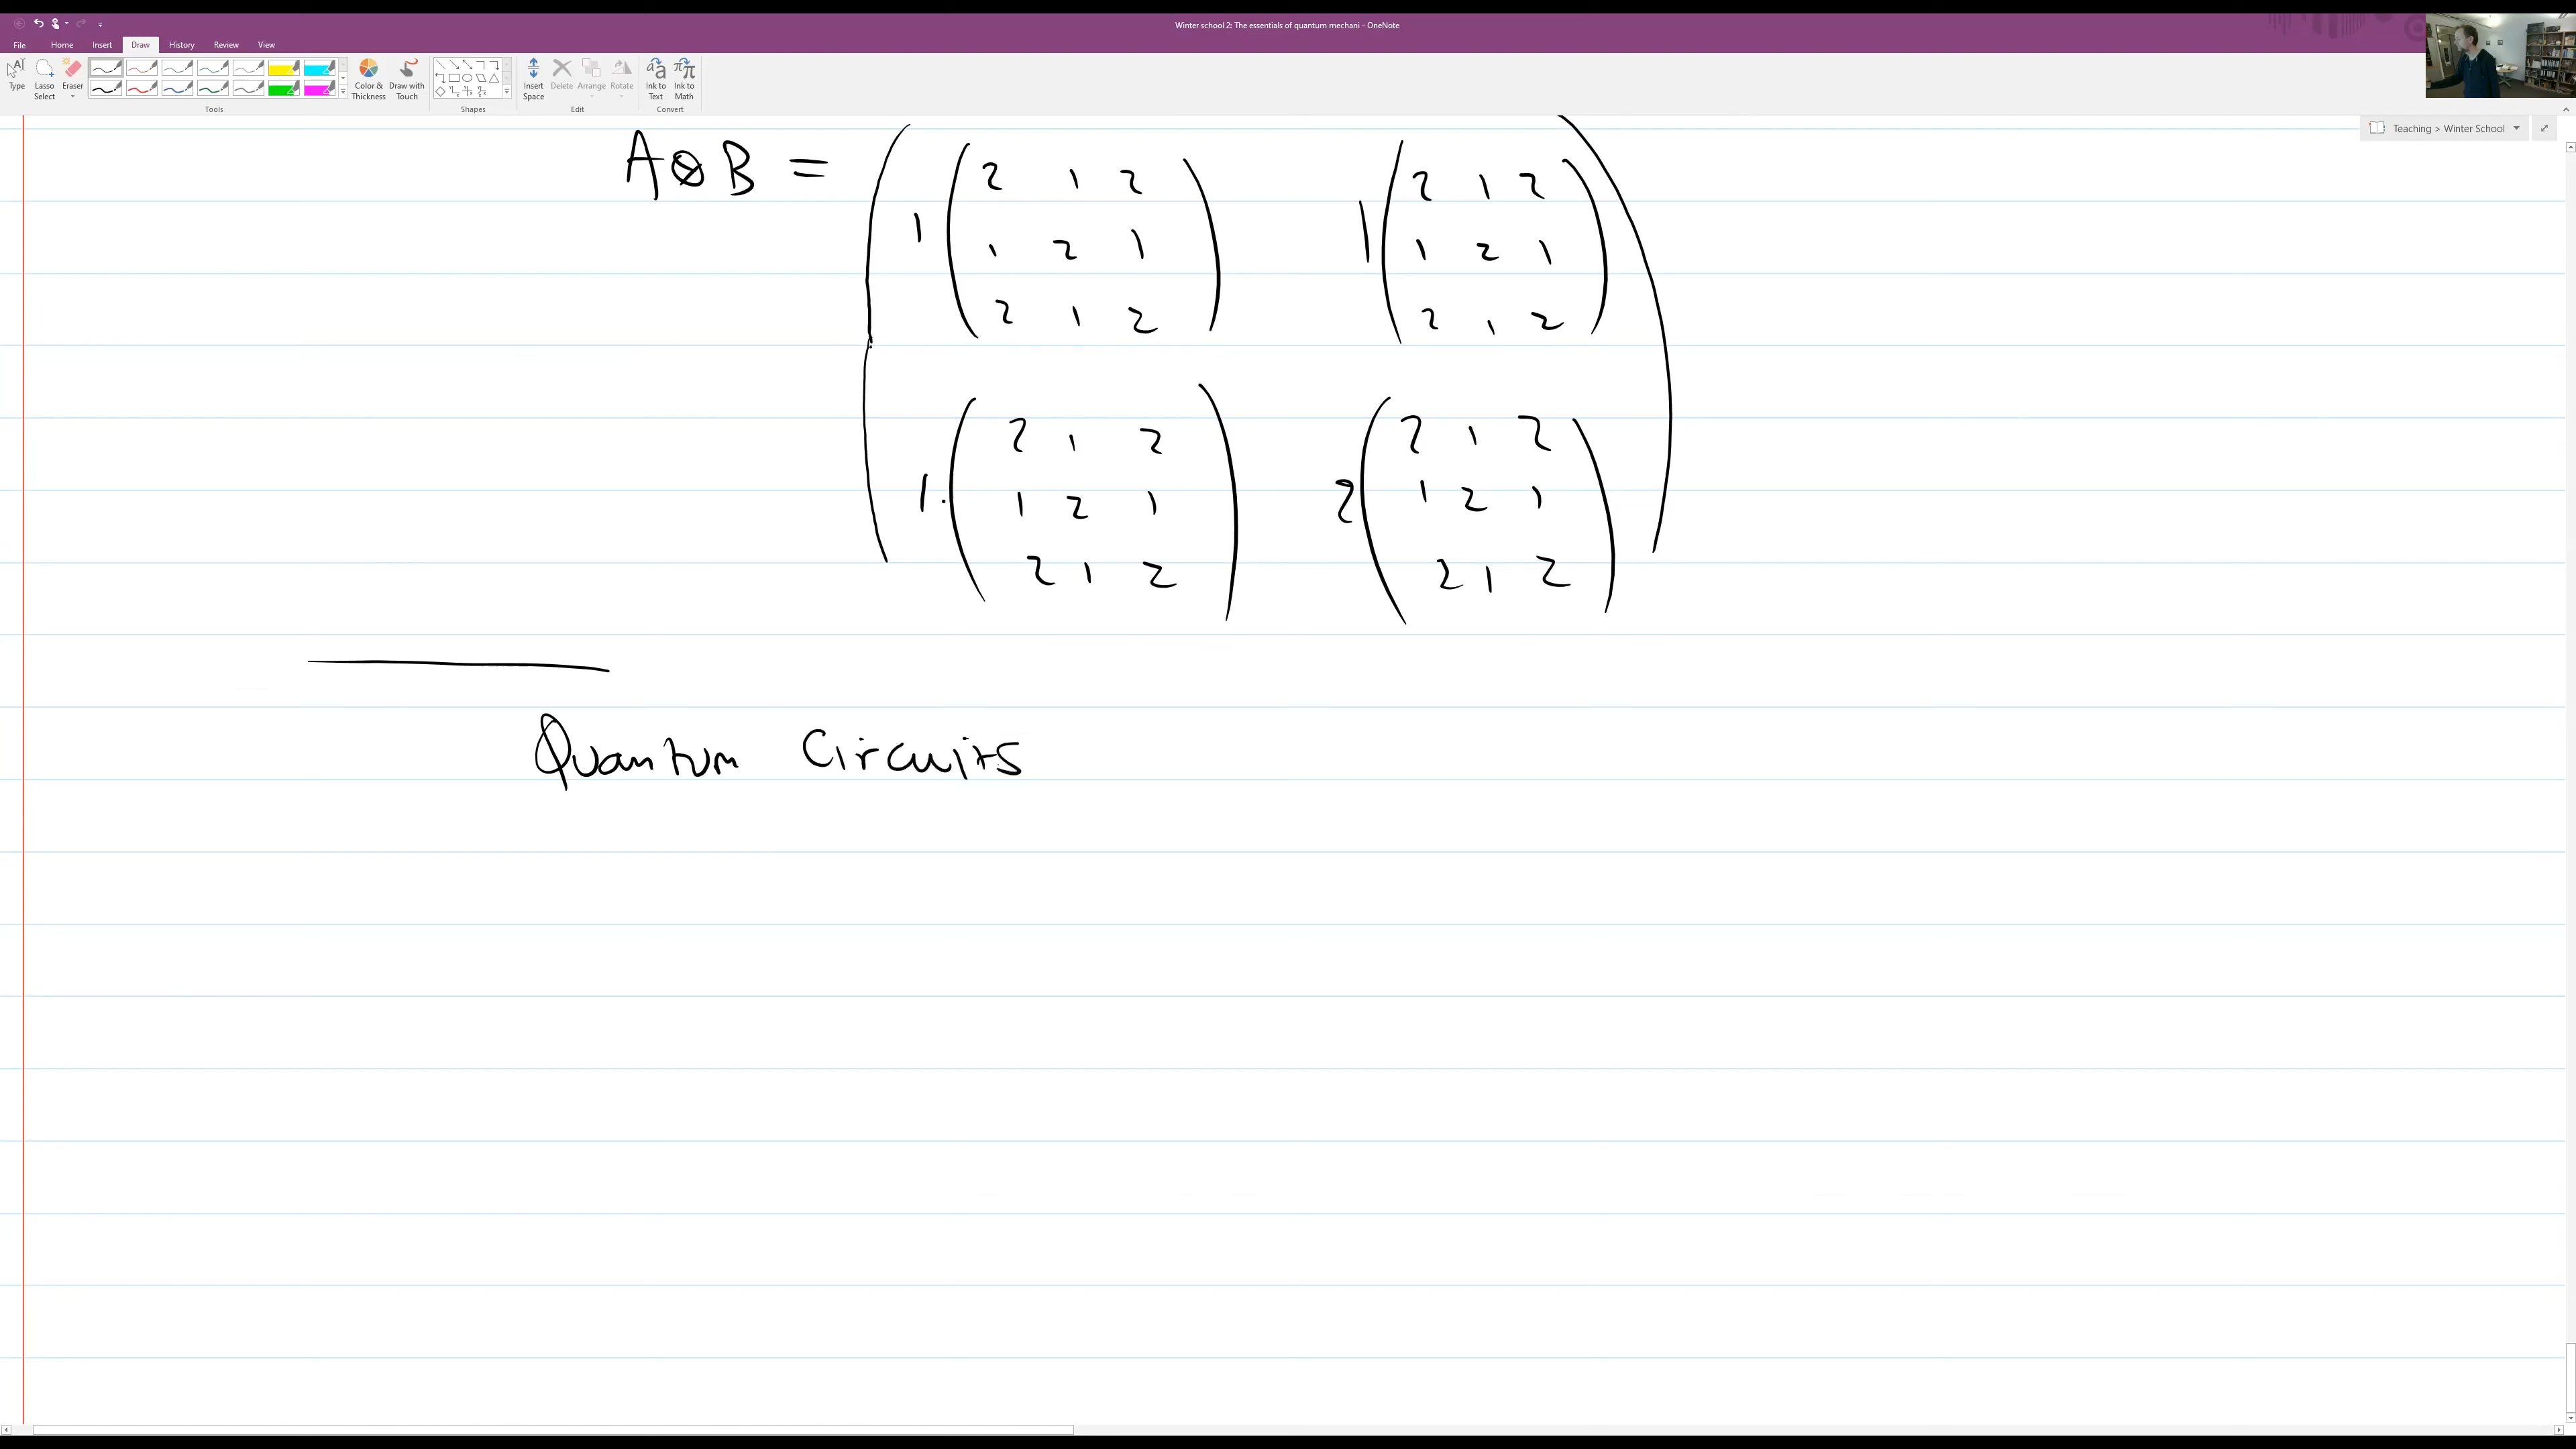 Winter school 2: The essentials of quantum mechani - OneNote
File Home Insert Draw History Review View
Type Lasso Select Eraser Color & Thickness Draw with Touch Insert Space Delete Arrange Rotate Ink to Text Ink to Math
Tools Shapes Edit Convert
Teaching > Winter School
A⊗B =
2 1 2 2 1 2
1 1 2 1 1 1 2 1
2 1 2 2 1 2
2 1 2 2 1 2
1. 1 2 1 2 1 2 1
2 1 2 2 1 2
Quantum Circuits